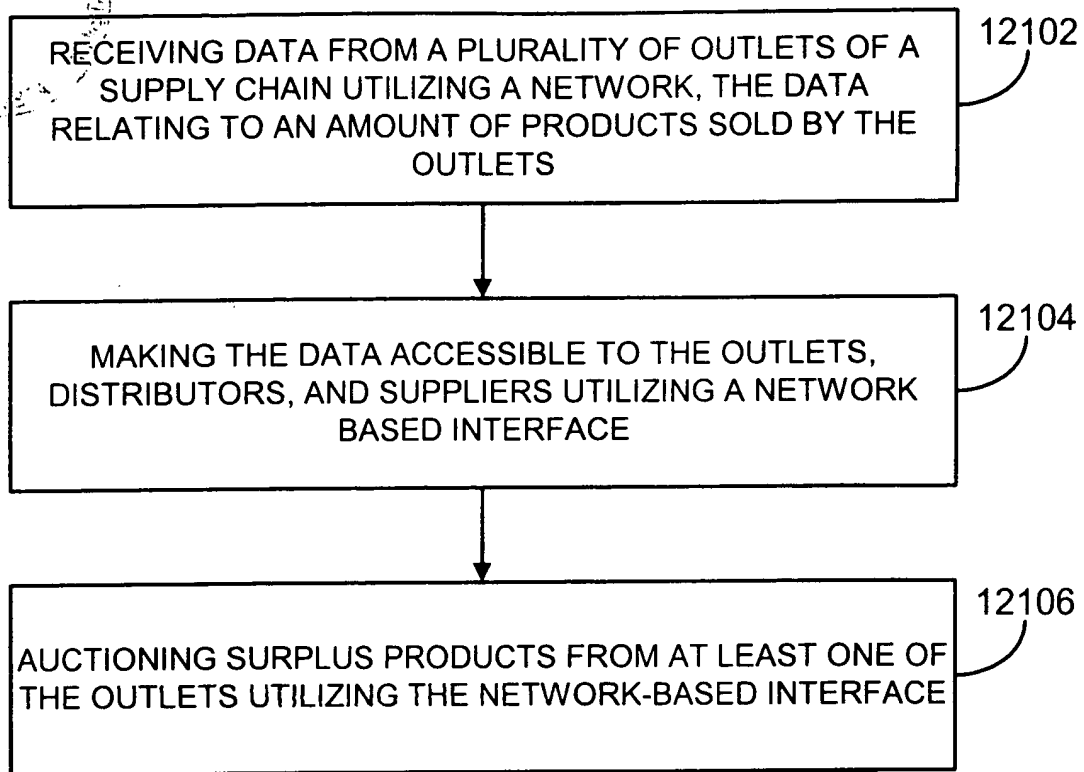 RECEIVING DATA FROM A PLURALITY OF OUTLETS OF A
SUPPLY CHAIN UTILIZING A NETWORK, THE DATA
RELATING TO AN AMOUNT OF PRODUCTS SOLD BY THE
OUTLETS
12102
MAKING THE DATA ACCESSIBLE TO THE OUTLETS,
DISTRIBUTORS, AND SUPPLIERS UTILIZING A NETWORK
BASED INTERFACE
12104
AUCTIONING SURPLUS PRODUCTS FROM AT LEAST ONE OF
THE OUTLETS UTILIZING THE NETWORK-BASED INTERFACE
12106